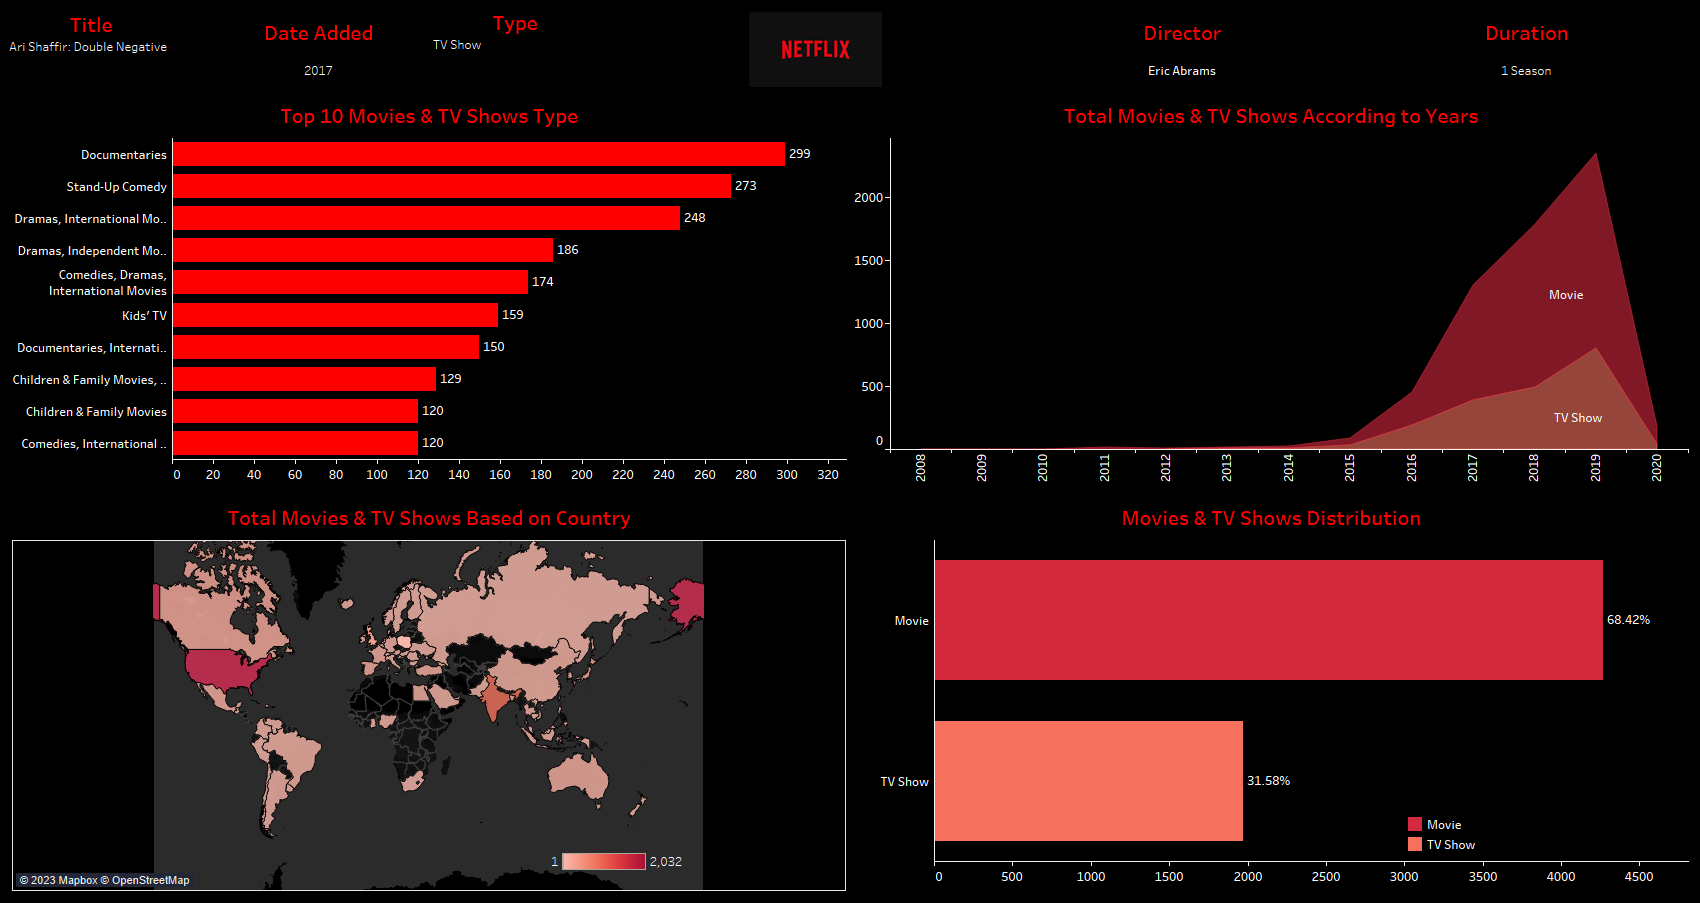 Title
Ari Shaffir: Double Negative
Date Added
2017
Type
TV Show
NETFLIX
Director
Eric Abrams
Duration
1 Season
Top 10 Movies & TV Shows Type
Documentaries
299
Stand-Up Comedy
273
Dramas, International Mo..
248
Dramas, Independent Mo..
186
Comedies, Dramas,
International Movies
174
Kids' TV
159
Documentaries, Internati..
150
Children & Family Movies, ..
129
Children & Family Movies
120
Comedies, International ..
120
0 20 40 60 80 100 120 140 160 180 200 220 240 260 280 300 320
Total Movies & TV Shows According to Years
2000
1500
1000
500
0
Movie
TV Show
2008 2009 2010 2011 2012 2013 2014 2015 2016 2017 2018 2019 2020
Total Movies & TV Shows Based on Country
1 2,032
© 2023 Mapbox © OpenStreetMap
Movies & TV Shows Distribution
Movie
68.42%
TV Show
31.58%
Movie
TV Show
0 500 1000 1500 2000 2500 3000 3500 4000 4500